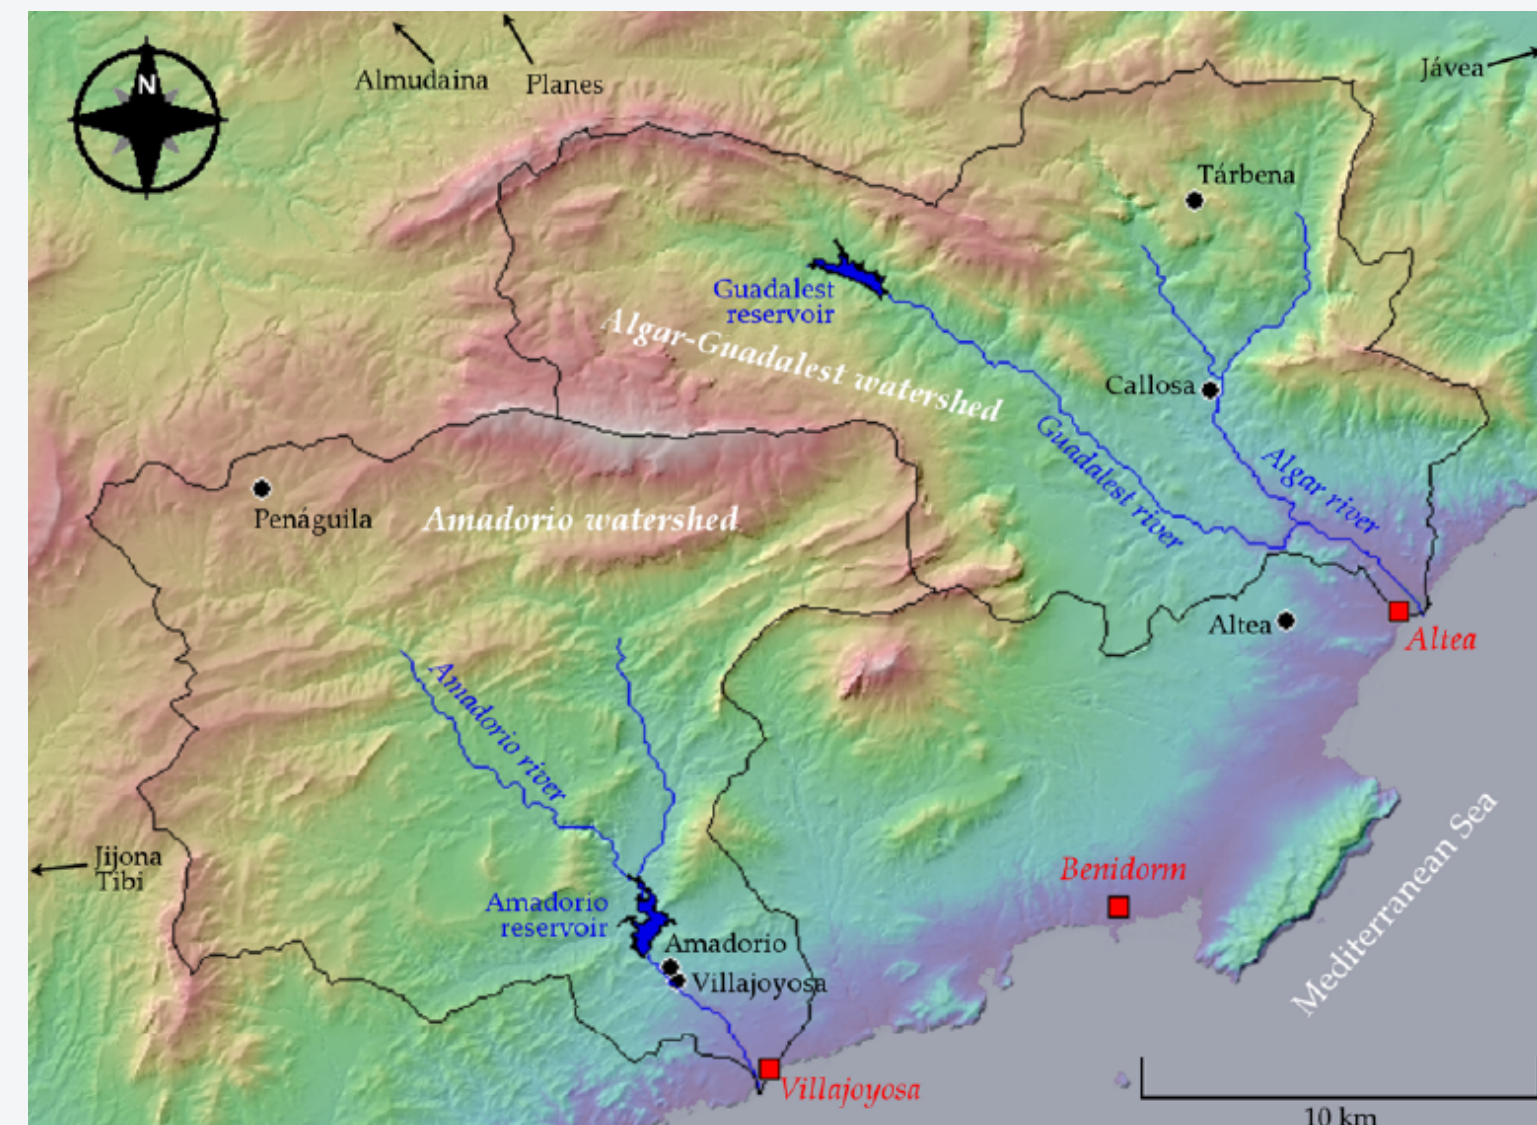 N
Almudaina
Planes
Jávea
Tárbena
Guadalest
reservoir
Algar-Guadalest watershed
Callosa
Guadalest river
Algar river
Penáguila
Amadorio watershed
Altea
Altea
Amadorio river
Jijona
Tibi
Benidorm
Mediterranean Sea
Amadorio
reservoir
Amadorio
Villajoyosa
Villajoyosa
10 km